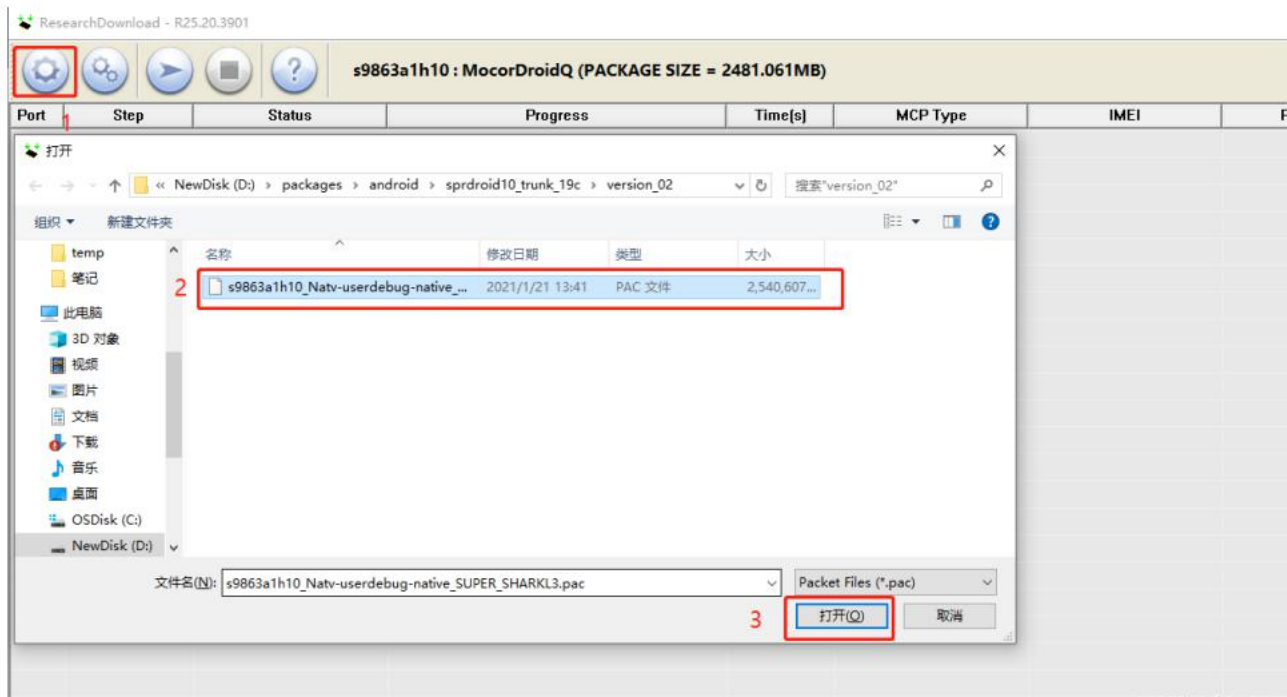 ResearchDownload - R25.20.3901
s9863a1h10 : MocorDroidQ (PACKAGE SIZE = 2481.061MB)
Port Step Status Progress Time[s] MCP Type IMEI
1
打开
« NewDisk (D:) › packages › android › sprdroid10_trunk_19c › version_02 搜索"version_02"
组织 新建文件夹
名称 修改日期 类型 大小
temp
笔记
2 s9863a1h10_Natv-userdebug-native_... 2021/1/21 13:41 PAC 文件 2,540,607...
此电脑
3D 对象
视频
图片
文档
下载
音乐
桌面
OSDisk (C:)
NewDisk (D:)
文件名(N): s9863a1h10_Natv-userdebug-native_SUPER_SHARKL3.pac Packet Files (*.pac)
3 打开(O) 取消